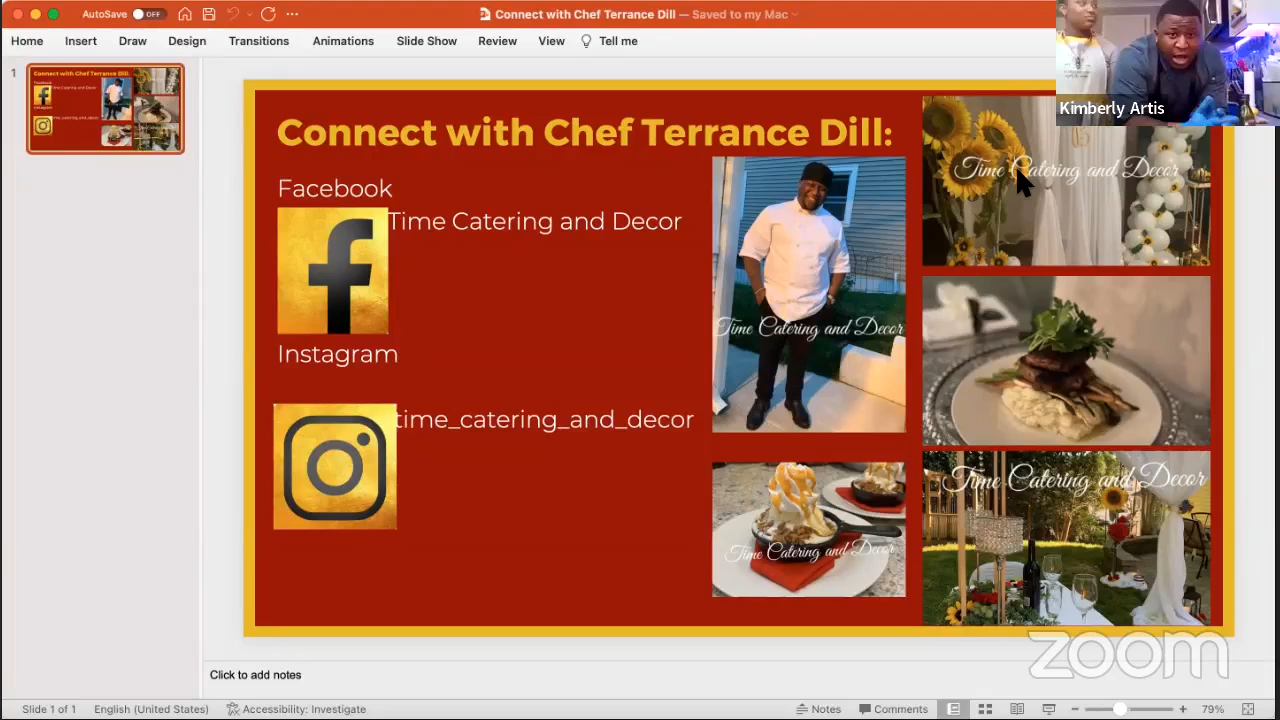 AutoSave OFF
Connect with Chef Terrance Dill — Saved to my Mac
Home Insert Draw Design Transitions Animations Slide Show Review View Tell me
Kimberly Artis
1
Connect with Chef Terrance Dill:
Facebook
Time Catering and Decor
Instagram
time_catering_and_decor
Time Catering and Decor
Time Catering and Decor
Time Catering and Decor
Time Catering and Decor
zoom
Click to add notes
Slide 1 of 1 English (United States) Accessibility: Investigate Notes Comments 79%